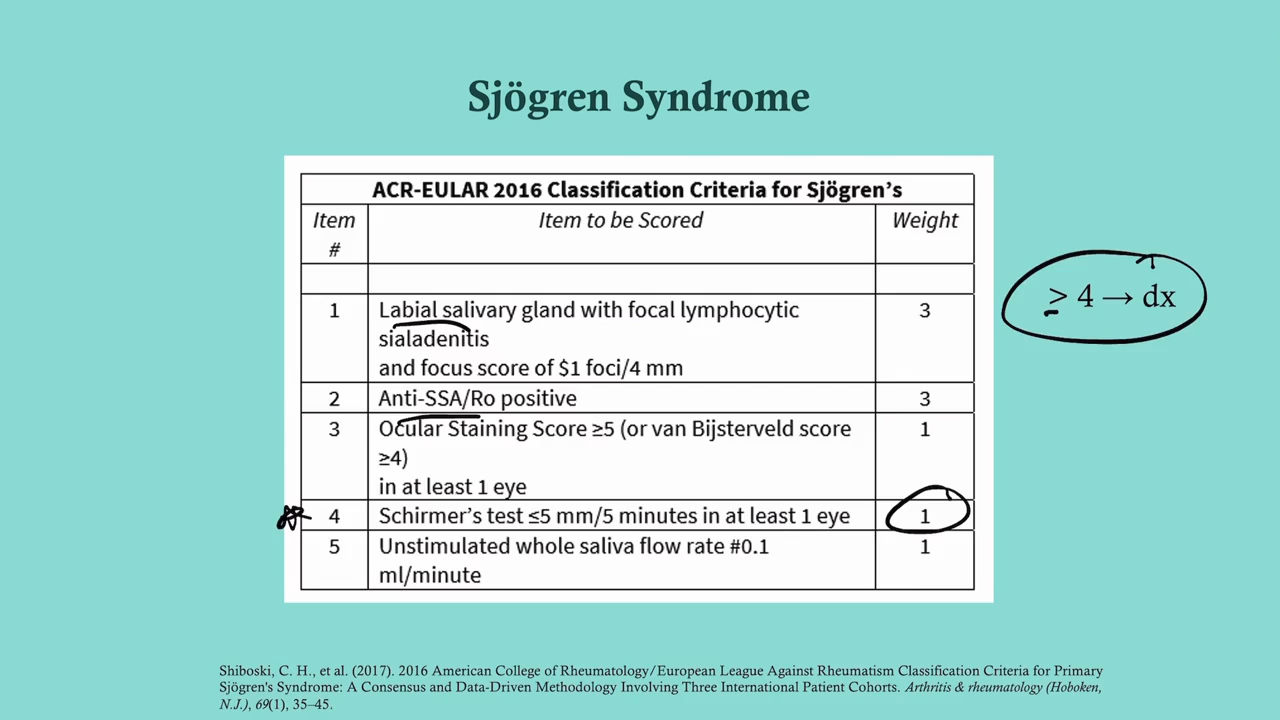 Sjögren Syndrome
ACR-EULAR 2016 Classification Criteria for Sjögren's
Item # Item to be Scored Weight
1 Labial salivary gland with focal lymphocytic 3
sialadenitis
and focus score of $1 foci/4 mm
2 Anti-SSA/Ro positive 3
3 Ocular Staining Score ≥5 (or van Bijsterveld score 1
≥4)
in at least 1 eye
4 Schirmer's test ≤5 mm/5 minutes in at least 1 eye 1
5 Unstimulated whole saliva flow rate #0.1 1
ml/minute
≥ 4 → dx
Shiboski, C. H., et al. (2017). 2016 American College of Rheumatology/European League Against Rheumatism Classification Criteria for Primary
Sjögren's Syndrome: A Consensus and Data-Driven Methodology Involving Three International Patient Cohorts. Arthritis & rheumatology (Hoboken,
N.J.), 69(1), 35–45.